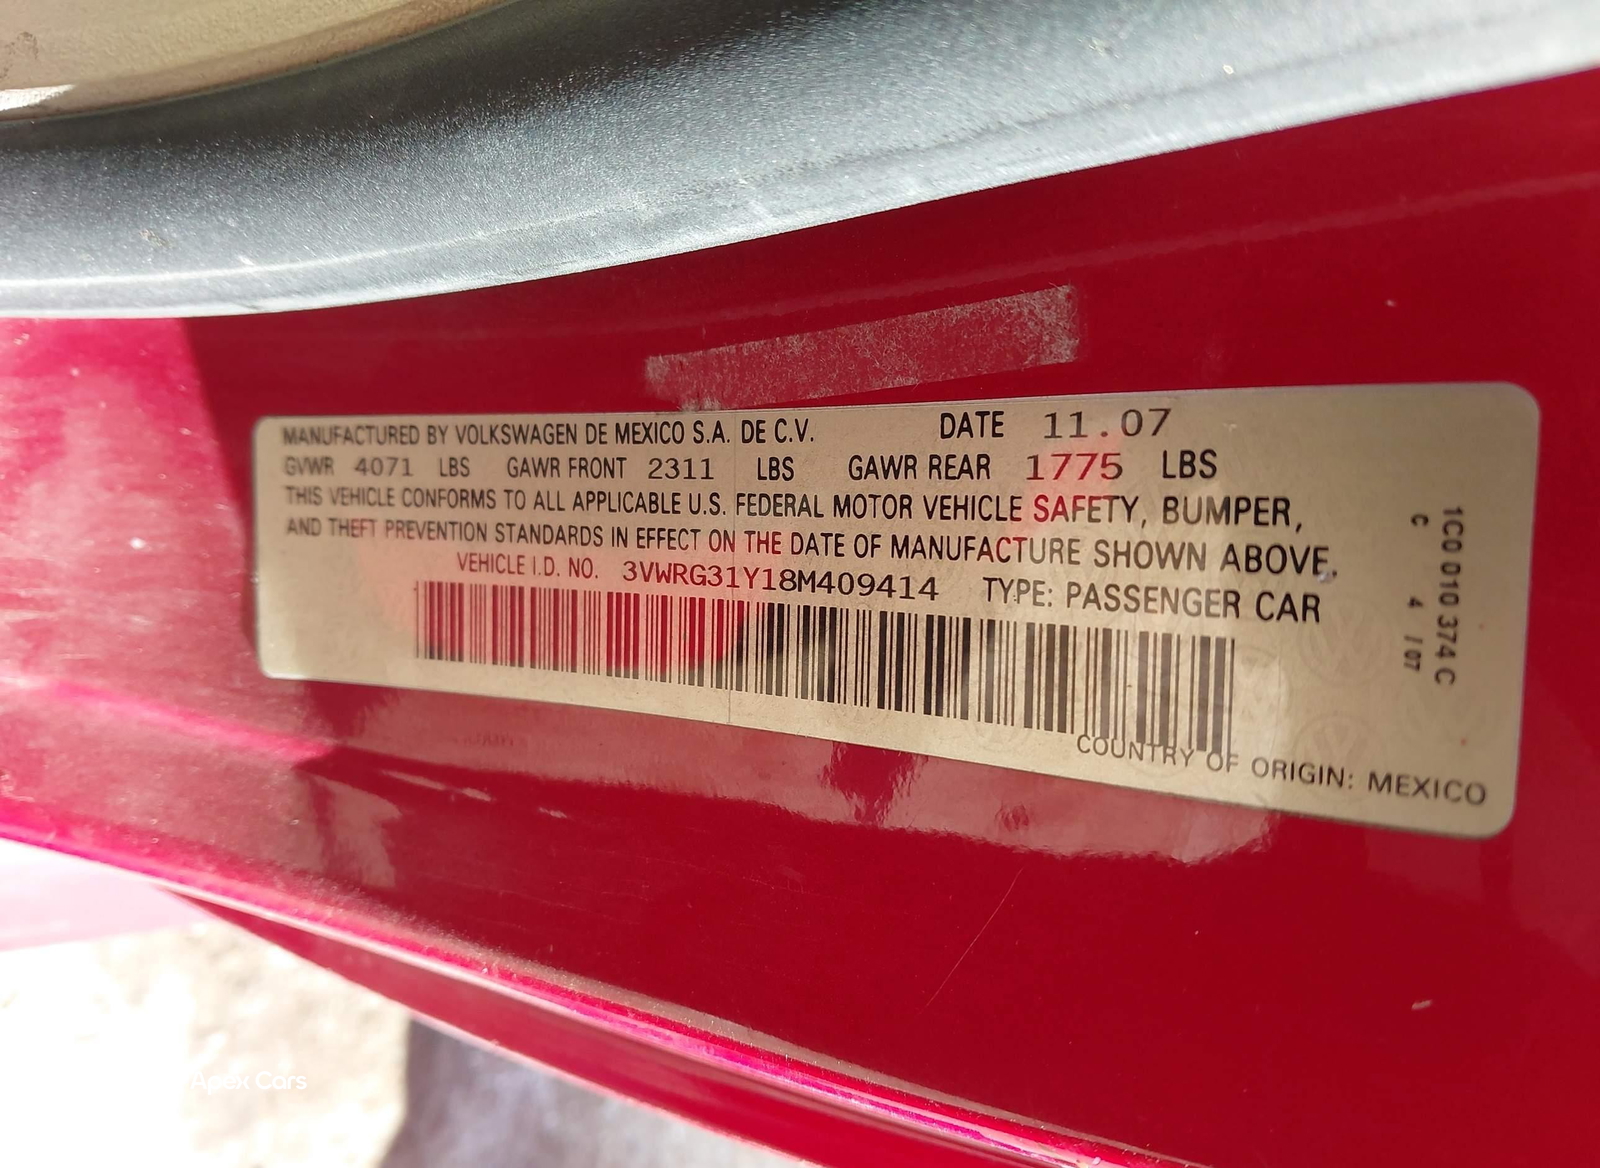 MANUFACTURED BY VOLKSWAGEN DE MEXICO S.A. DE C.V. DATE 11.07
GVWR 4071 LBS GAWR FRONT 2311 LBS GAWR REAR 1775 LBS
THIS VEHICLE CONFORMS TO ALL APPLICABLE U.S. FEDERAL MOTOR VEHICLE SAFETY, BUMPER,
AND THEFT PREVENTION STANDARDS IN EFFECT ON THE DATE OF MANUFACTURE SHOWN ABOVE.
VEHICLE I.D. NO. 3VWRG31Y18M409414 TYPE: PASSENGER CAR
COUNTRY OF ORIGIN: MEXICO
1C0 010 374 C
C 4 / 07
Apex Cars